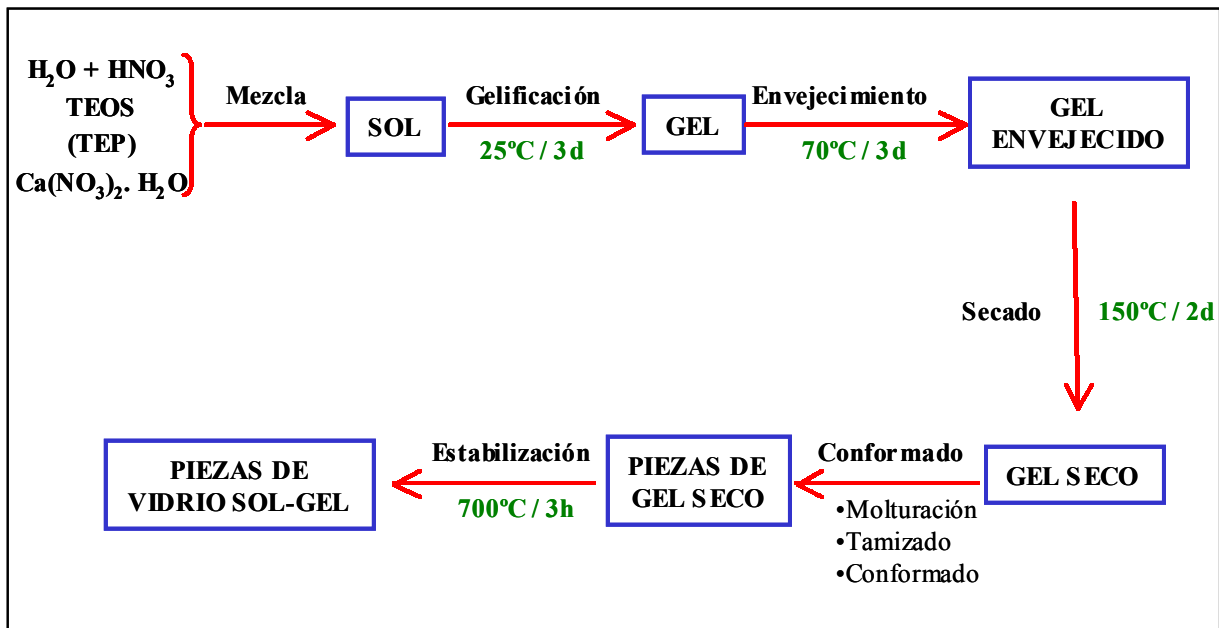 H₂O + HNO₃
TEOS
(TEP)
Ca(NO₃)₂. H₂O
Mezcla
SOL
Gelificación
25ºC / 3d
GEL
Envejecimiento
70ºC / 3d
GEL
ENVEJECIDO
Secado
150ºC / 2d
GEL SECO
Conformado
•Molturación
•Tamizado
•Conformado
PIEZAS DE
GEL SECO
Estabilización
700ºC / 3h
PIEZAS DE
VIDRIO SOL-GEL